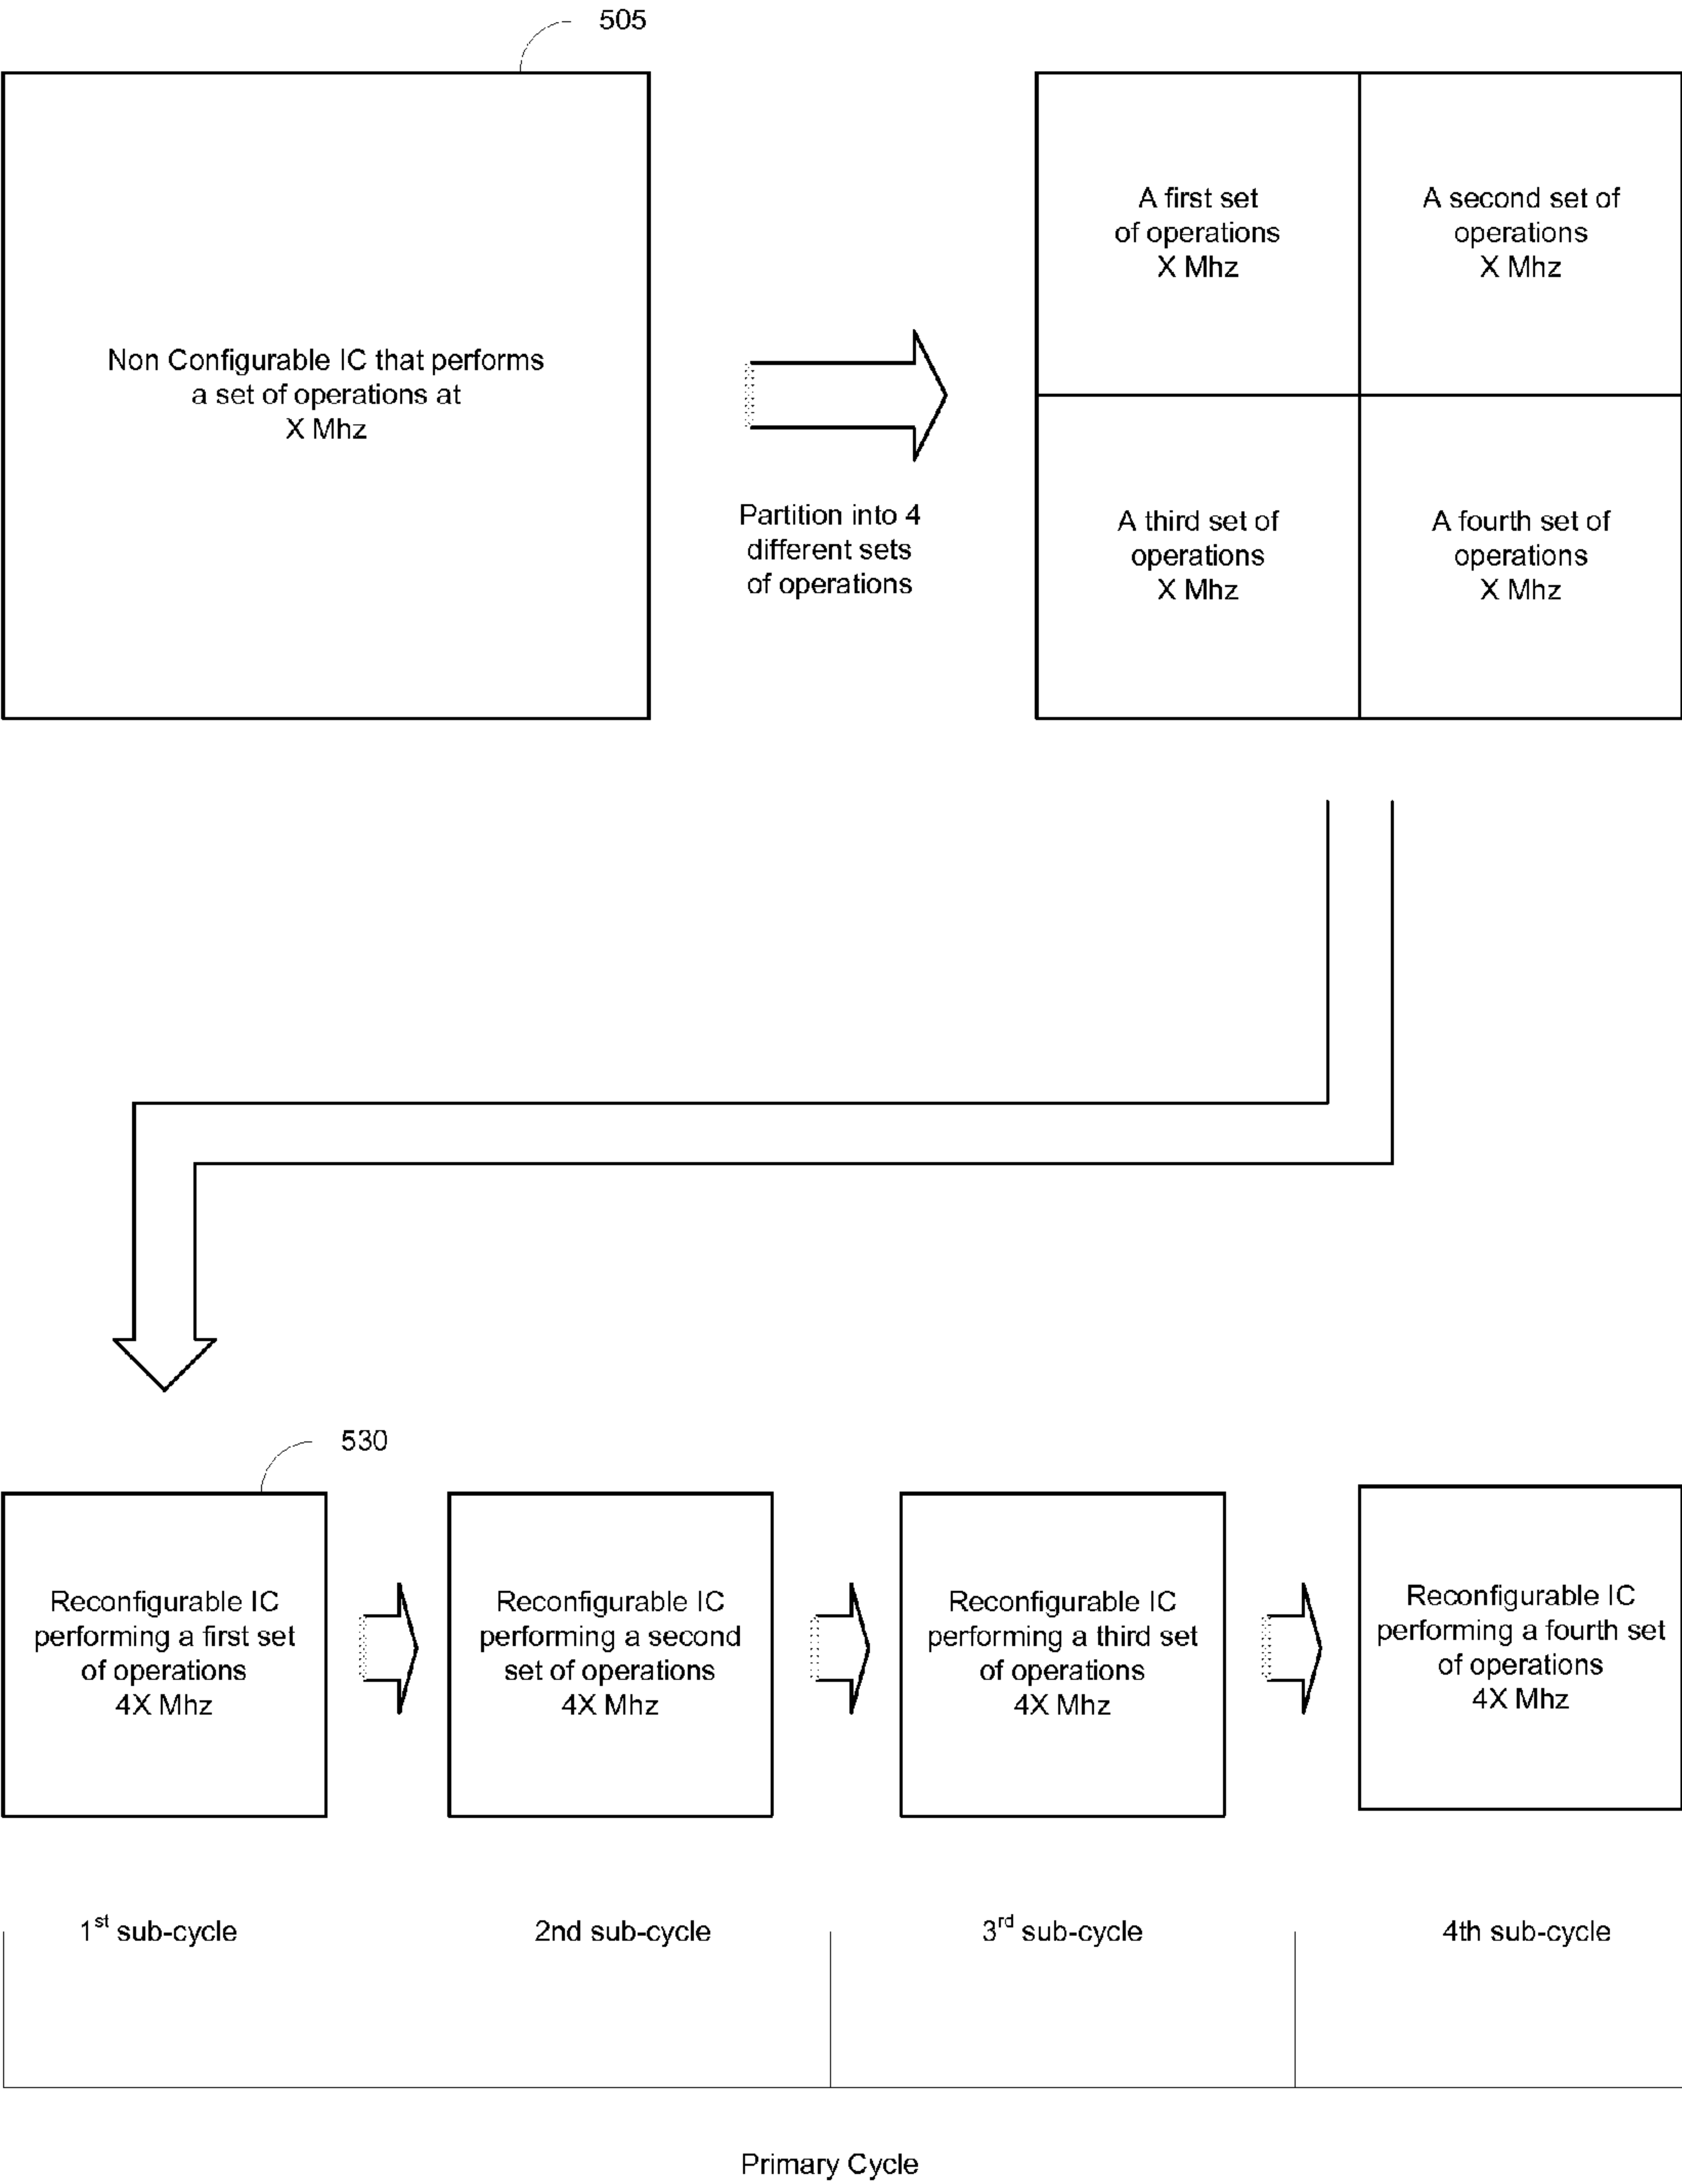 505
Non Configurable IC that performs
a set of operations at
X Mhz
Partition into 4
different sets
of operations
A first set
of operations
X Mhz
A second set of
operations
X Mhz
A third set of
operations
X Mhz
A fourth set of
operations
X Mhz
530
Reconfigurable IC
performing a first set
of operations
4X Mhz
Reconfigurable IC
performing a second
set of operations
4X Mhz
Reconfigurable IC
performing a third set
of operations
4X Mhz
Reconfigurable IC
performing a fourth set
of operations
4X Mhz
1st sub-cycle
2nd sub-cycle
3rd sub-cycle
4th sub-cycle
Primary Cycle